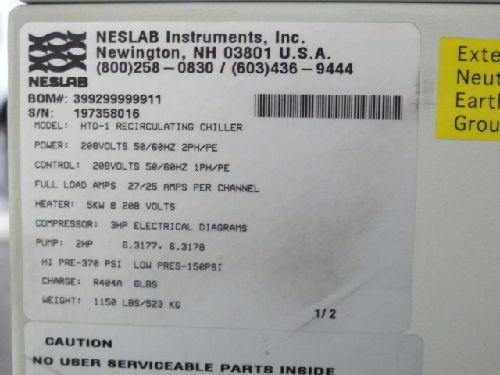 NESLAB Instruments, Inc.
Newington, NH 03801 U.S.A.
(800)258-0830 / (603)436-9444
NESLAB
BOM#: 399299999911
S/N: 197358016
MODEL: HTD-1 RECIRCULATING CHILLER
POWER: 208VOLTS 50/60HZ 2PH/PE
CONTROL: 208VOLTS 50/60HZ 1PH/PE
FULL LOAD AMPS 27/25 AMPS PER CHANNEL
HEATER: 5KW @ 208 VOLTS
COMPRESSOR: 3HP ELECTRICAL DIAGRAMS
PUMP: 2HP 6.3177, 6.3178
HI PRE-370 PSI LOW PRES-150PSI
CHARGE: R404A 6LBS
WEIGHT: 1150 LBS/523 KG
1/2
CAUTION
NO USER SERVICEABLE PARTS INSIDE
Exte
Neut
Earth
Grou